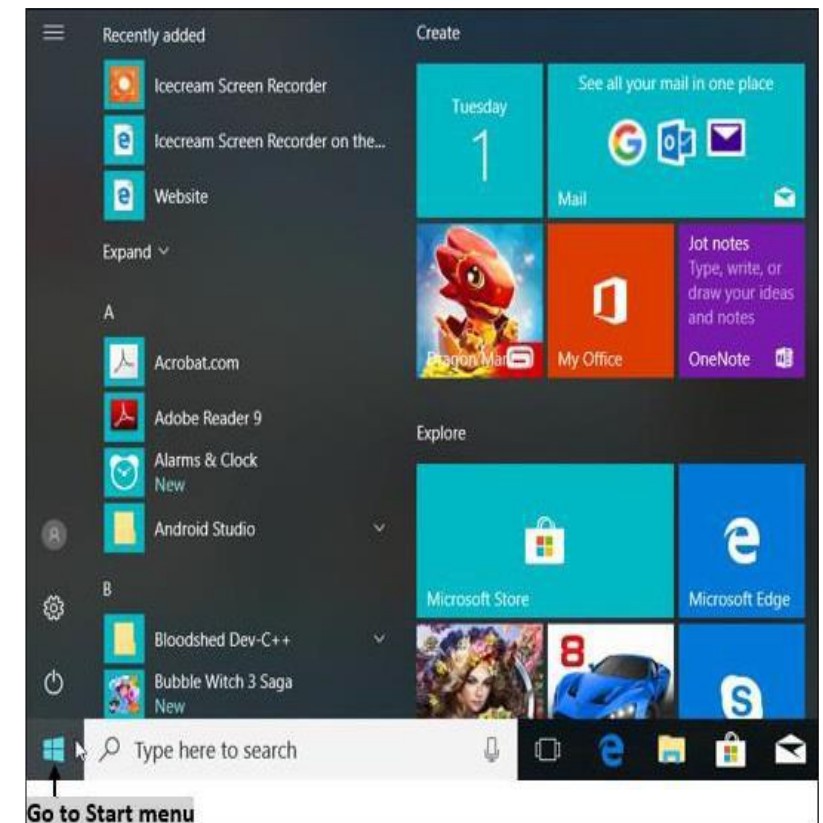 Recently added
Icecream Screen Recorder
Icecream Screen Recorder on the...
Website
Expand
A
Acrobat.com
Adobe Reader 9
Alarms & Clock
New
Android Studio
B
Bloodshed Dev-C++
Bubble Witch 3 Saga
New
Create
Tuesday
1
See all your mail in one place
Mail
Dragon Man
My Office
Jot notes
Type, write, or
draw your ideas
and notes
OneNote
Explore
Microsoft Store
Microsoft Edge
8
Type here to search
Go to Start menu